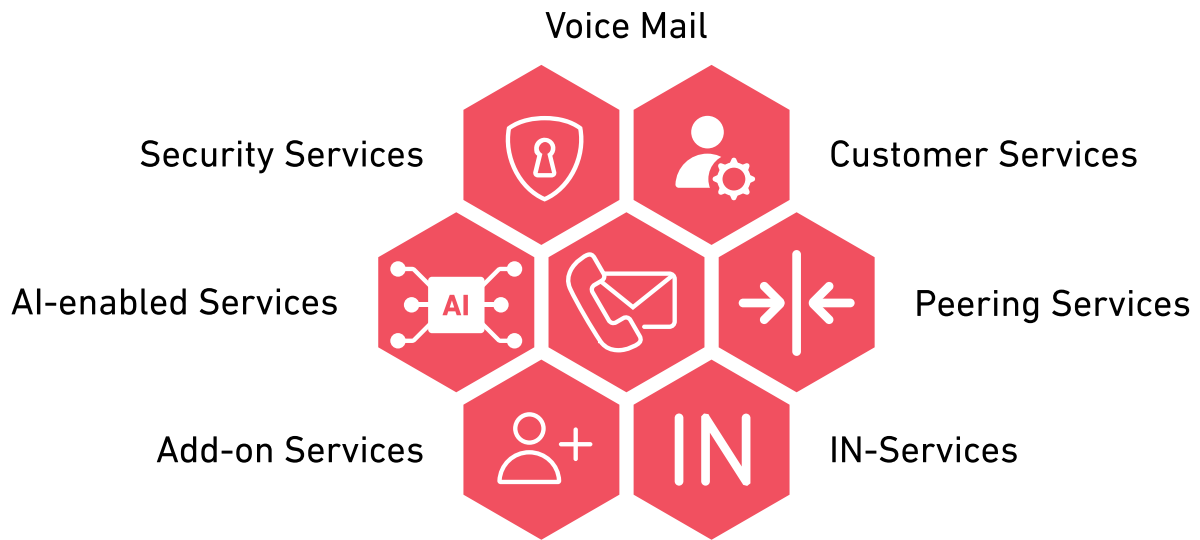 Voice Mail
Security Services
Customer Services
AI-enabled Services
AI
Peering Services
Add-on Services
IN
IN-Services